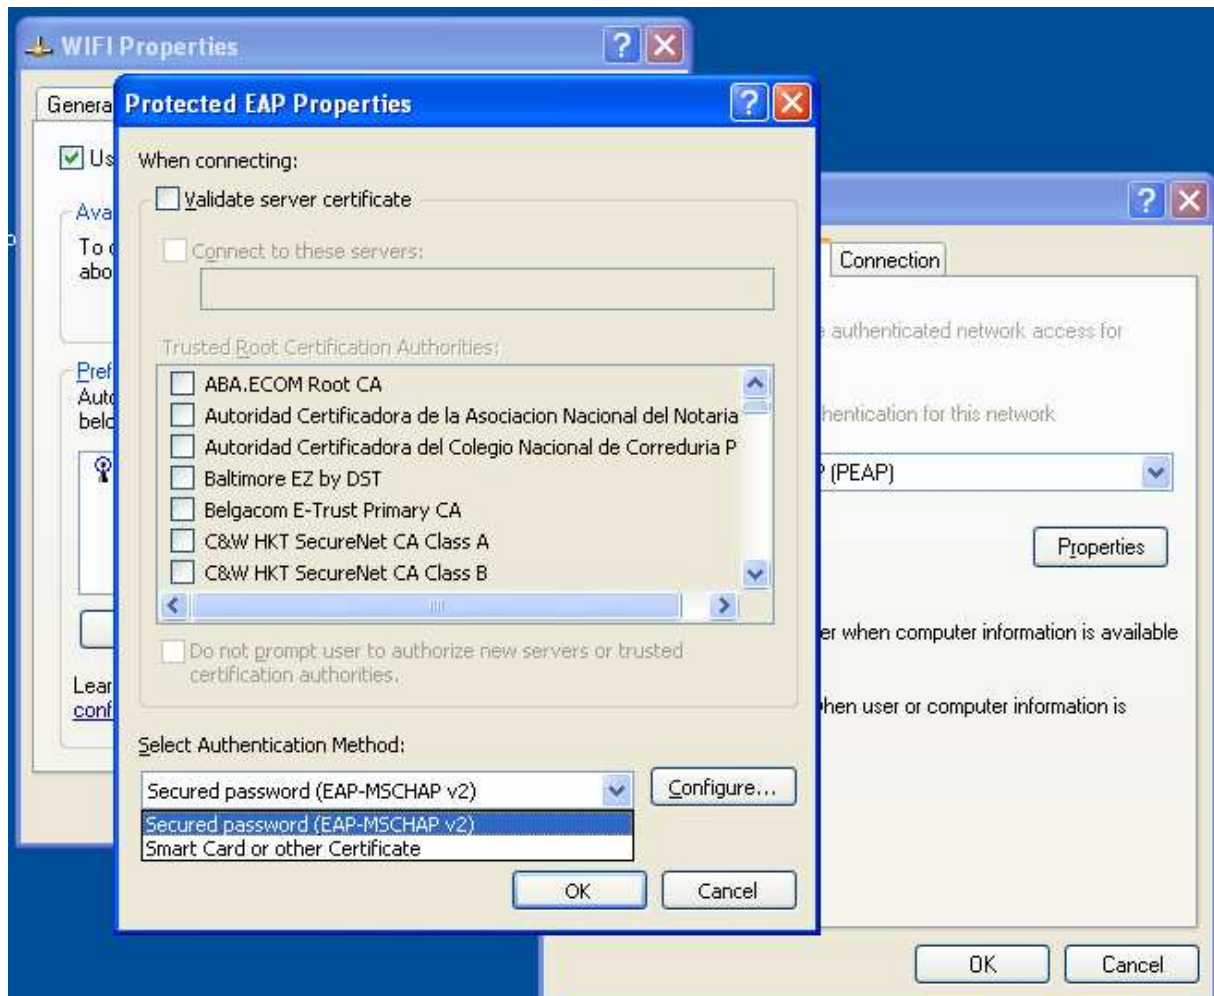 WIFI Properties
Protected EAP Properties
When connecting:
Validate server certificate
Connect to these servers:
Trusted Root Certification Authorities:
ABA.ECOM Root CA
Autoridad Certificadora de la Asociacion Nacional del Notaria
Autoridad Certificadora del Colegio Nacional de Correduria P
Baltimore EZ by DST
Belgacom E-Trust Primary CA
C&W HKT SecureNet CA Class A
C&W HKT SecureNet CA Class B
Do not prompt user to authorize new servers or trusted
certification authorities.
Select Authentication Method:
Secured password (EAP-MSCHAP v2)
Configure...
Secured password (EAP-MSCHAP v2)
Smart Card or other Certificate
OK
Cancel
Genera
Us
Ava
To
abo
Pref
Auto
belo
Lear
conf
Connection
authenticated network access for
hentication for this network
P (PEAP)
Properties
er when computer information is available
hen user or computer information is
OK
Cancel